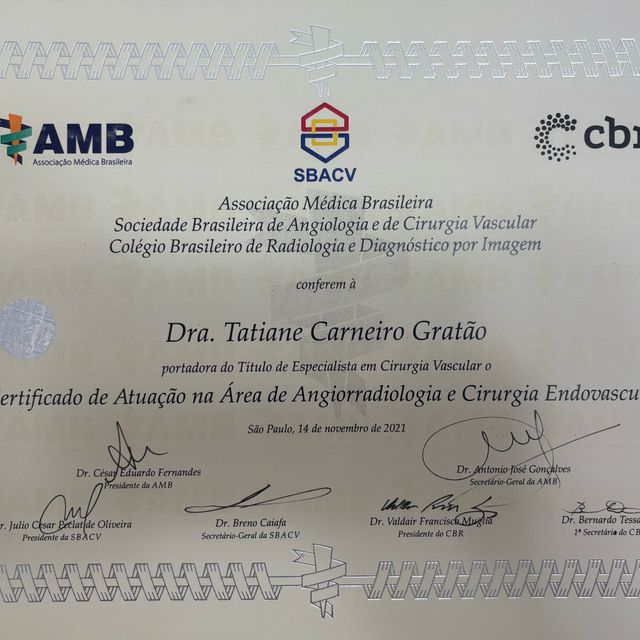 AMB
Associação Médica Brasileira
SBACV
cbr
Associação Médica Brasileira
Sociedade Brasileira de Angiologia e de Cirurgia Vascular
Colégio Brasileiro de Radiologia e Diagnóstico por Imagem
conferem à
Dra. Tatiane Carneiro Gratão
portadora do Título de Especialista em Cirurgia Vascular o
ertificado de Atuação na Área de Angiorradiologia e Cirurgia Endovascu
São Paulo, 14 de novembro de 2021
Dr. César Eduardo Fernandes
Presidente da AMB
Dr. Antonio José Gonçalves
Secretário-Geral da AMB
r. Julio Cesar Peclat de Oliveira
Presidente da SBACV
Dr. Breno Caiafa
Secretário-Geral da SBACV
Dr. Valdair Francisco Muglia
Presidente do CBR
Dr. Bernardo Tessa
1º Secretário do CB